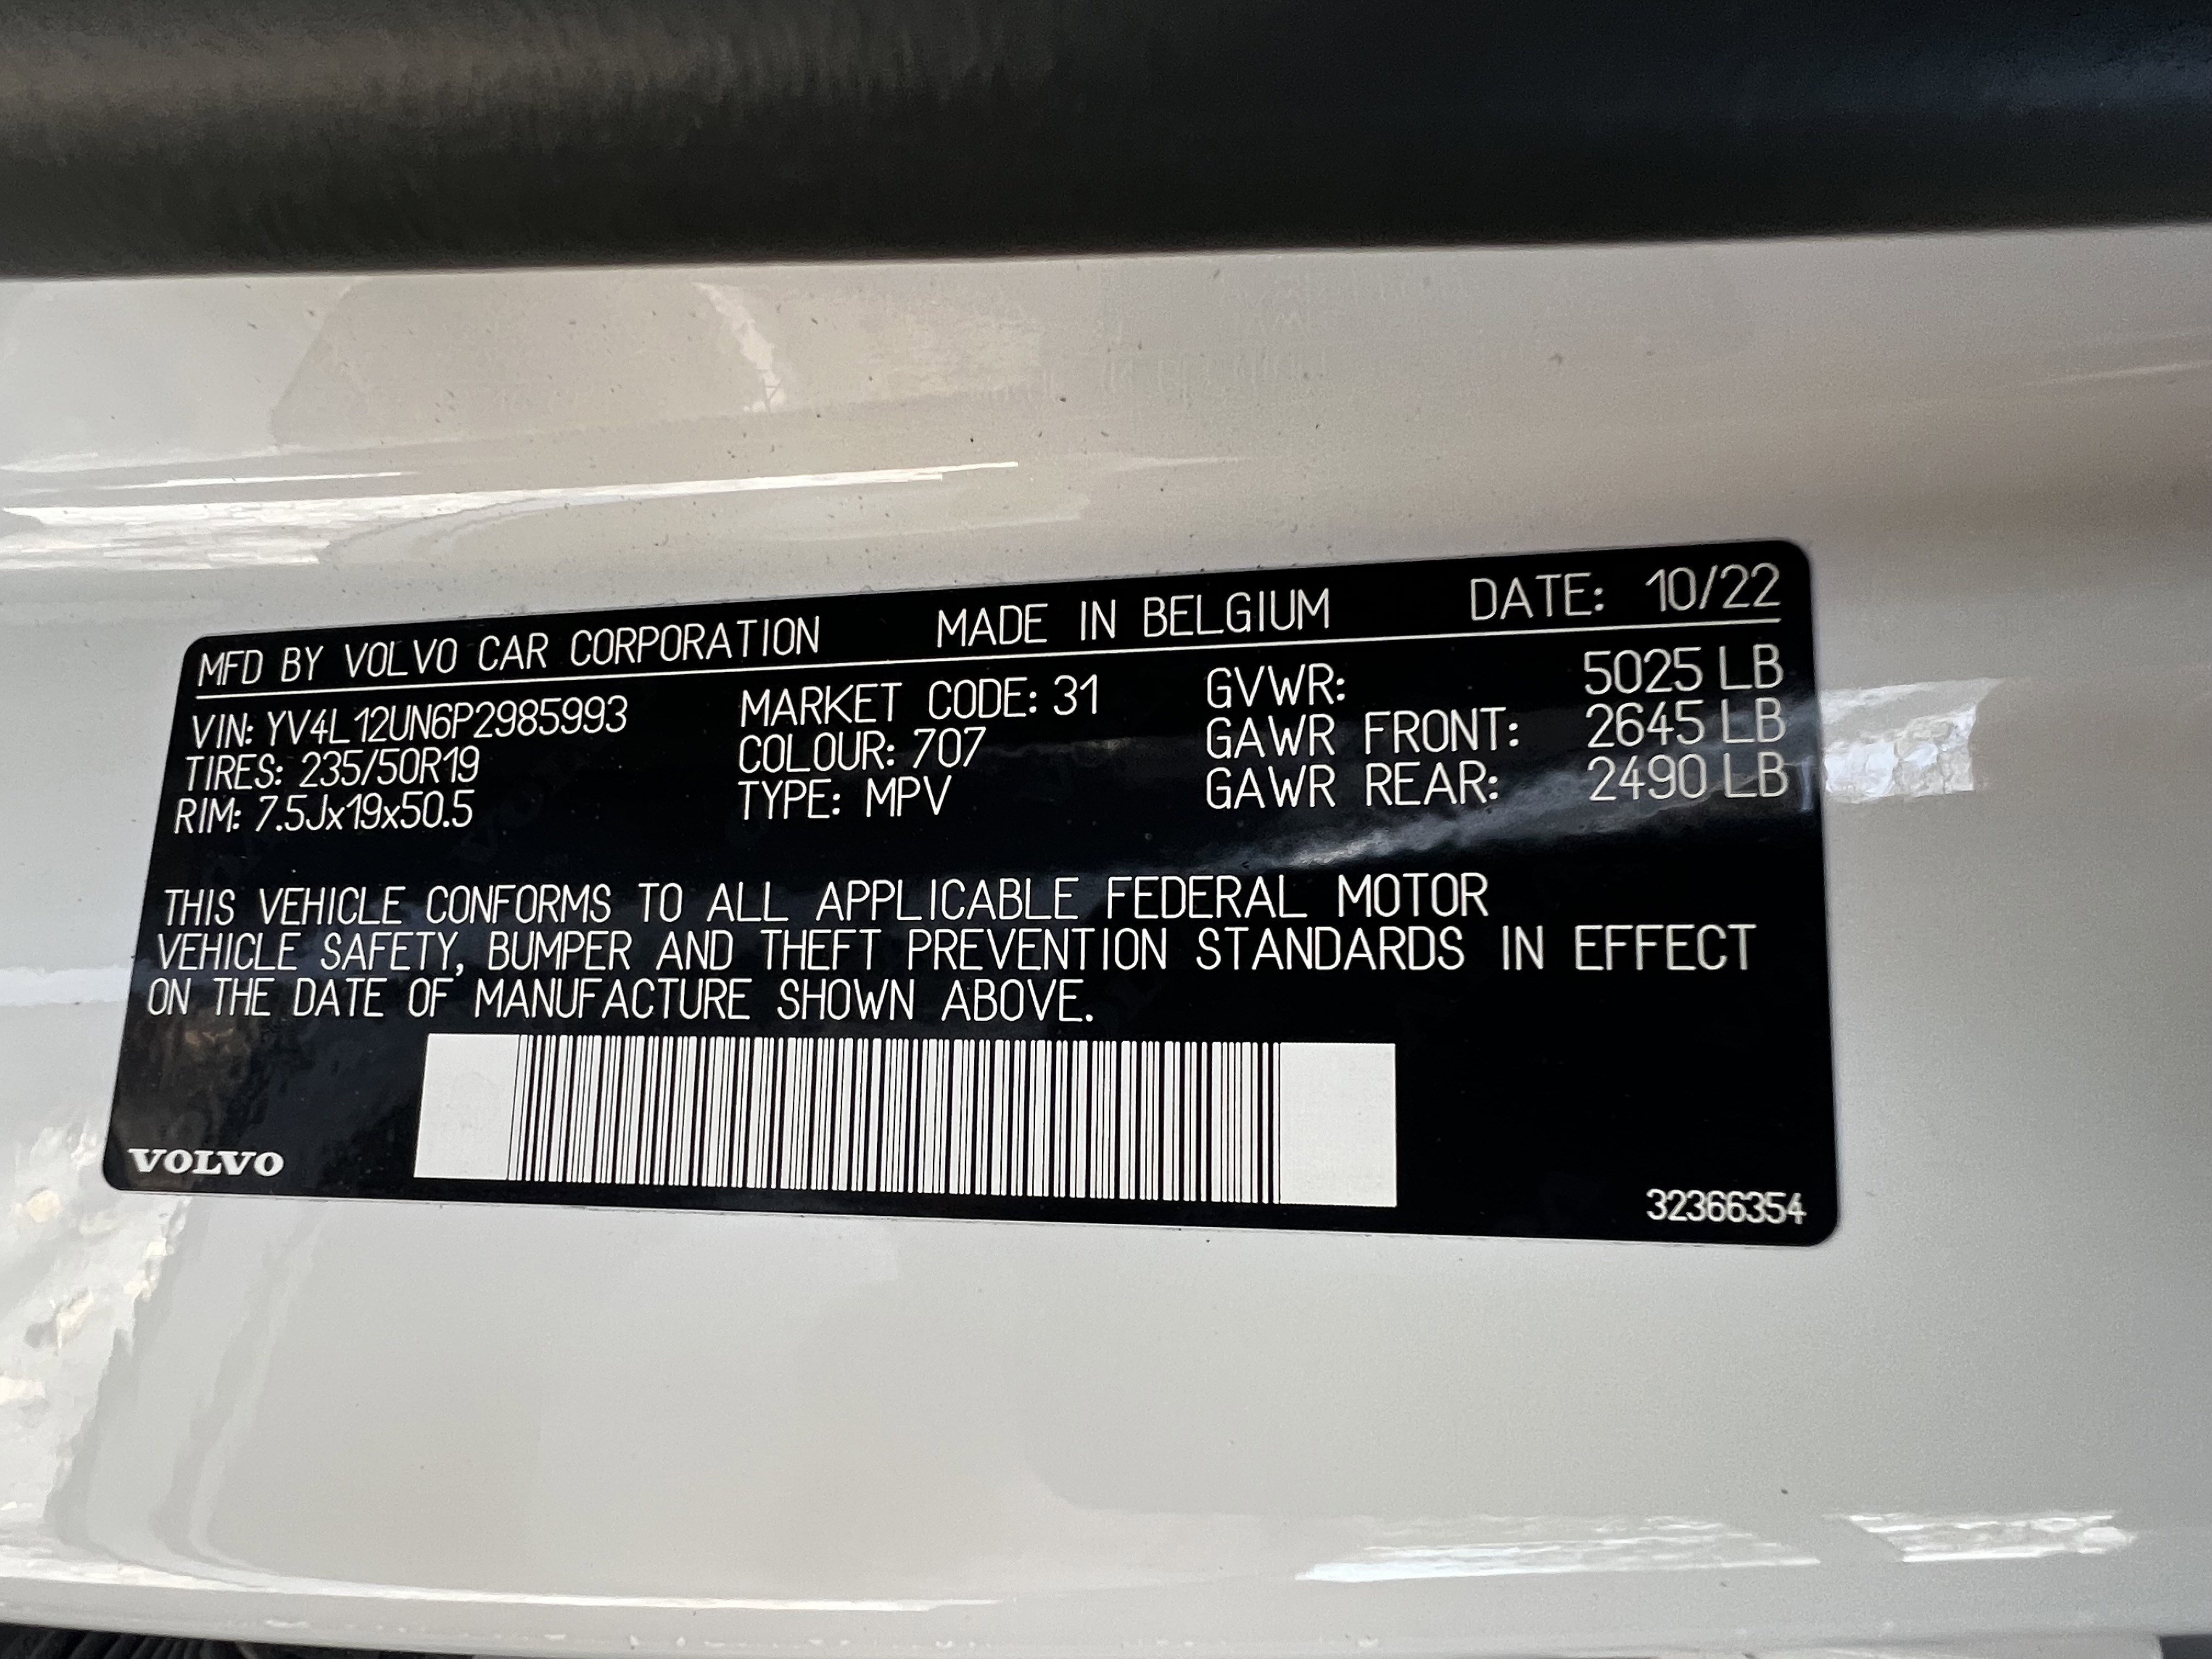 MFD BY VOLVO CAR CORPORATION MADE IN BELGIUM DATE: 10/22
VIN: YV4L12UN6P2985993 MARKET CODE: 31 GVWR: 5025 LB
TIRES: 235/50R19 COLOUR: 707 GAWR FRONT: 2645 LB
RIM: 7.5Jx19x50.5 TYPE: MPV GAWR REAR: 2490 LB
THIS VEHICLE CONFORMS TO ALL APPLICABLE FEDERAL MOTOR
VEHICLE SAFETY, BUMPER AND THEFT PREVENTION STANDARDS IN EFFECT
ON THE DATE OF MANUFACTURE SHOWN ABOVE.
VOLVO
32366354